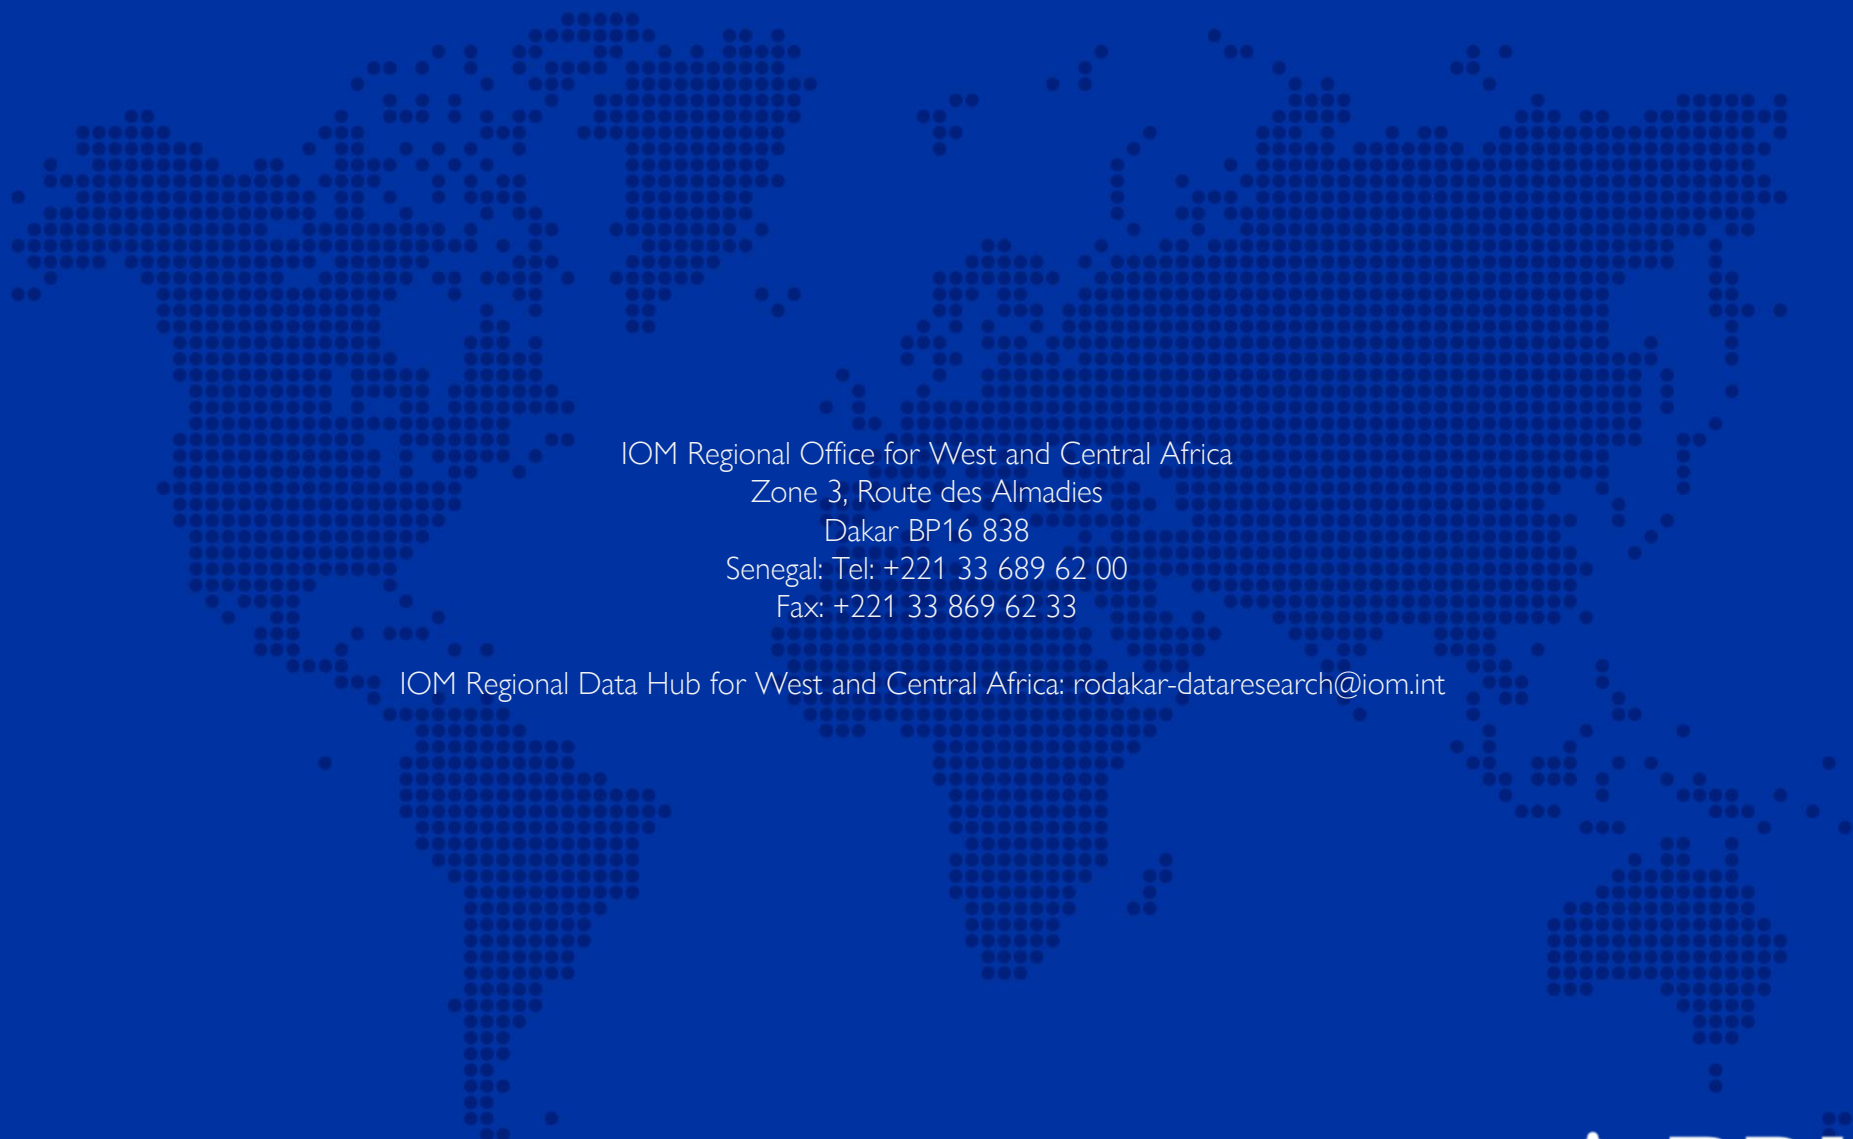 IOM Regional Office for West and Central Africa
Zone 3, Route des Almadies
Dakar BP16 838
Senegal: Tel: +221 33 689 62 00
Fax: +221 33 869 62 33
IOM Regional Data Hub for West and Central Africa: rodakar-dataresearch@iom.int